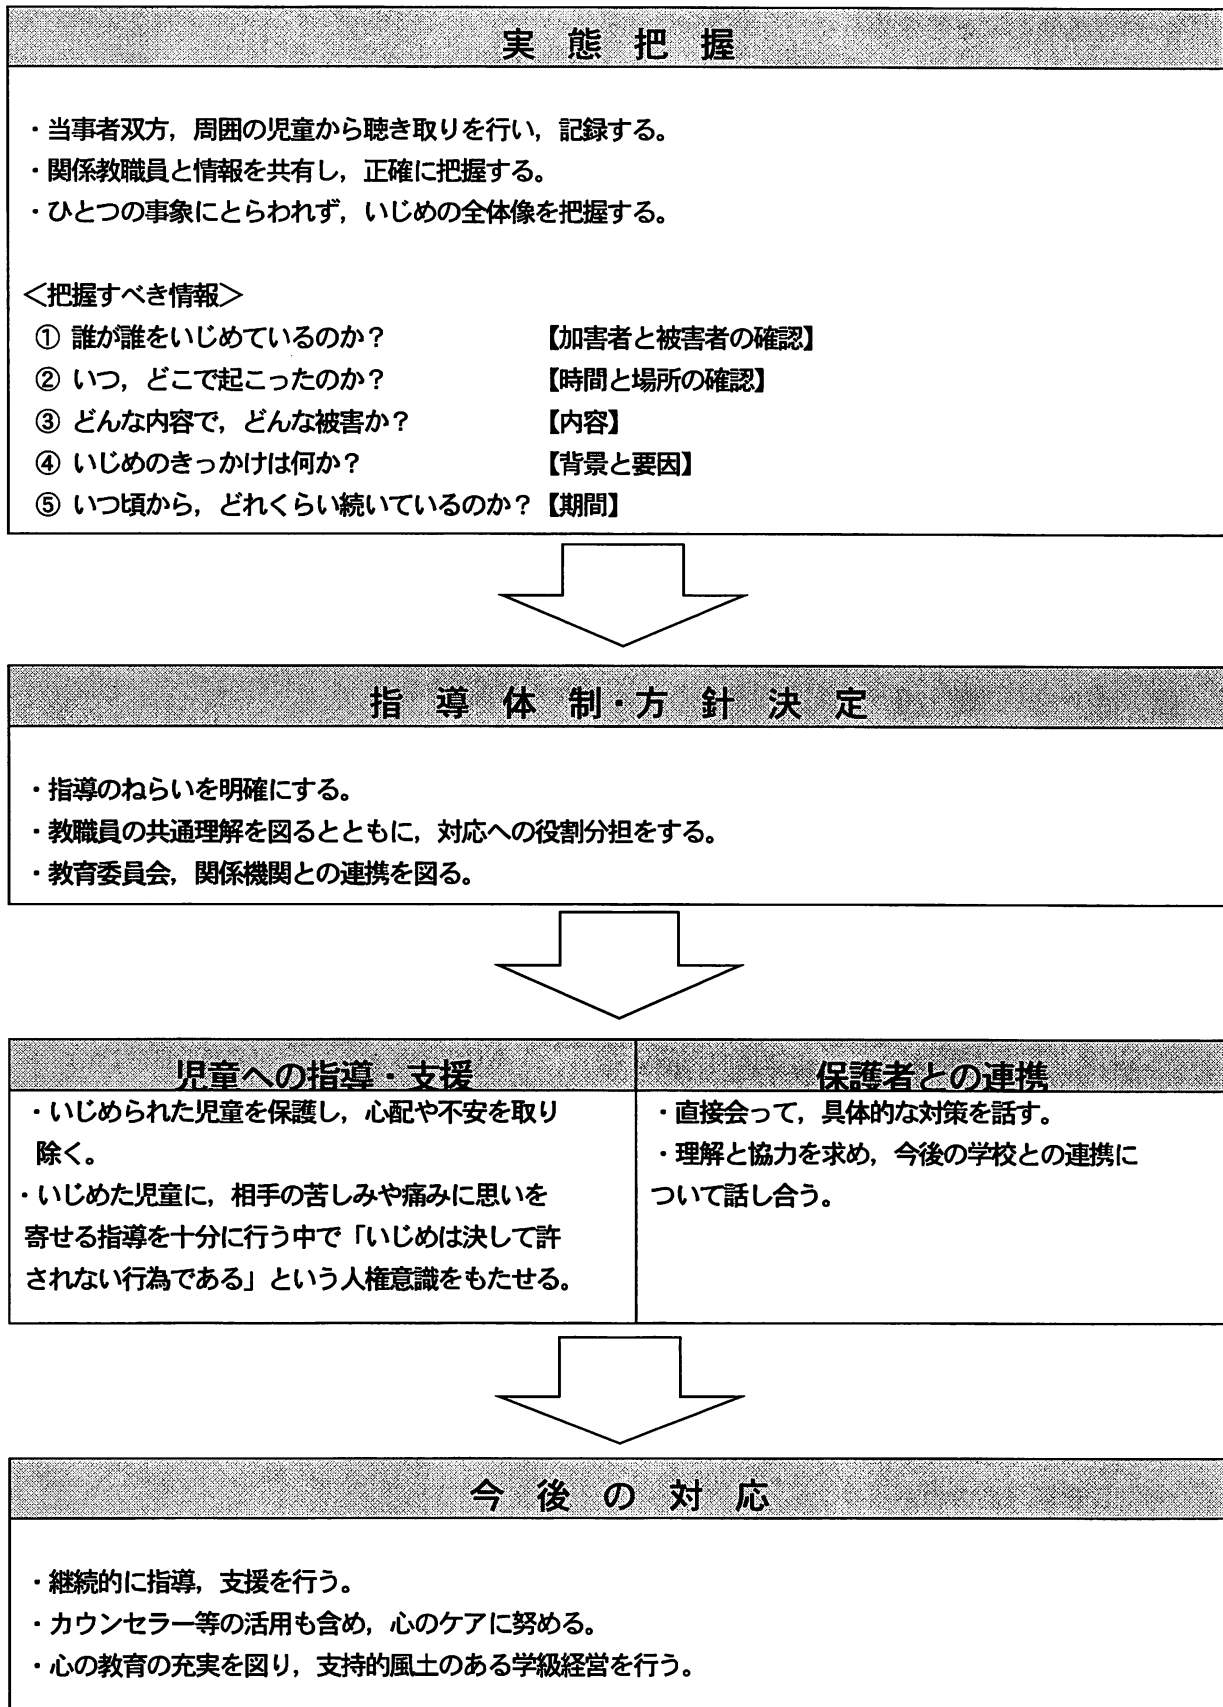 実態把握
・当事者双方，周囲の児童から聴き取りを行い，記録する。
・関係教職員と情報を共有し，正確に把握する。
・ひとつの事象にとらわれず，いじめの全体像を把握する。
＜把握すべき情報＞
① 誰が誰をいじめているのか？ 【加害者と被害者の確認】
② いつ，どこで起こったのか？ 【時間と場所の確認】
③ どんな内容で，どんな被害か？ 【内容】
④ いじめのきっかけは何か？ 【背景と要因】
⑤ いつ頃から，どれくらい続いているのか？【期間】
指導体制・方針決定
・指導のねらいを明確にする。
・教職員の共通理解を図るとともに，対応への役割分担をする。
・教育委員会，関係機関との連携を図る。
児童への指導・支援
・いじめられた児童を保護し，心配や不安を取り
除く。
・いじめた児童に，相手の苦しみや痛みに思いを
寄せる指導を十分に行う中で「いじめは決して許
されない行為である」という人権意識をもたせる。
保護者との連携
・直接会って，具体的な対策を話す。
・理解と協力を求め，今後の学校との連携に
ついて話し合う。
今後の対応
・継続的に指導，支援を行う。
・カウンセラー等の活用も含め，心のケアに努める。
・心の教育の充実を図り，支持的風土のある学級経営を行う。